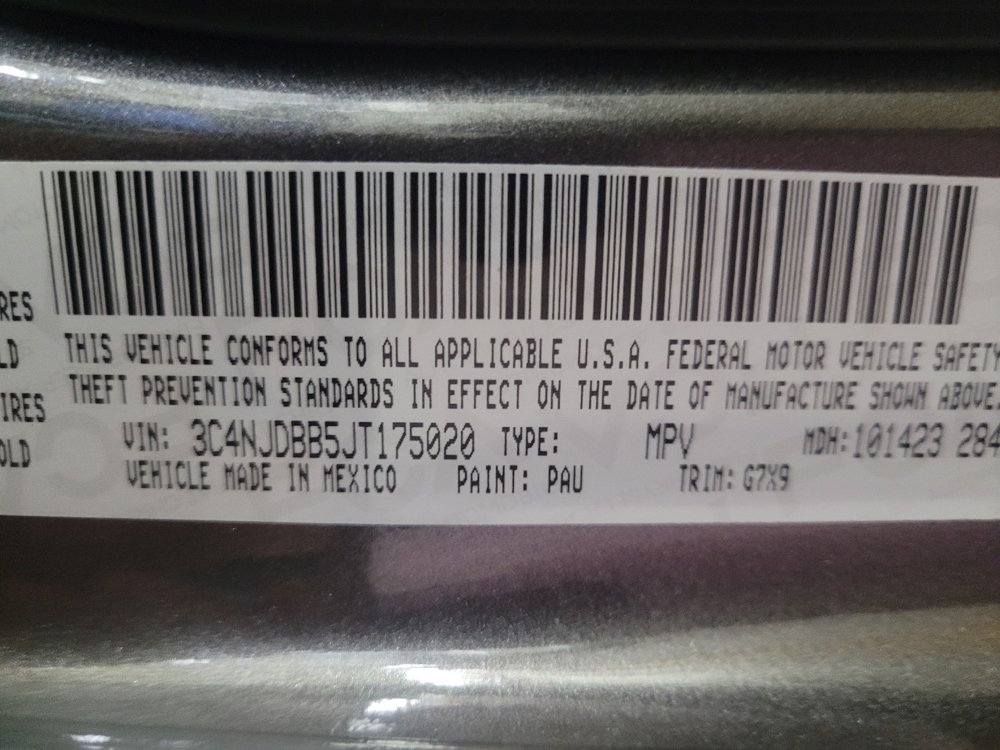 RES
LD
IRES
OLD
THIS VEHICLE CONFORMS TO ALL APPLICABLE U.S.A. FEDERAL MOTOR VEHICLE SAFETY
THEFT PREVENTION STANDARDS IN EFFECT ON THE DATE OF MANUFACTURE SHOWN ABOVE.
VIN: 3C4NJDBB5JT175020 TYPE: MPV MDH:101423 284
VEHICLE MADE IN MEXICO PAINT: PAU TRIM: G7X9